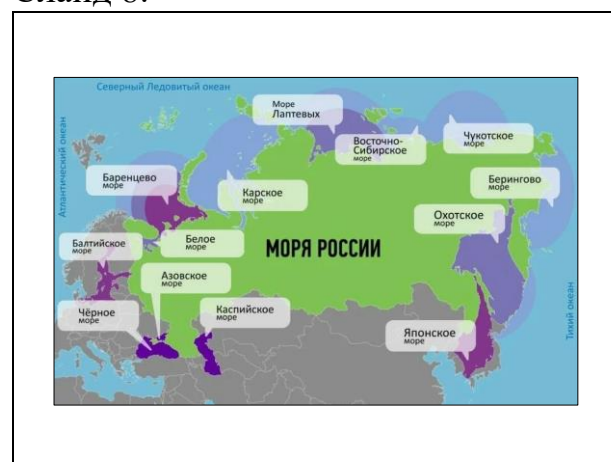 Слайд 8.
Северный Ледовитый океан
Море
Лаптевых
Восточно-
Сибирское
море
Чукотское
море
Баренцево
море
Карское
море
Берингово
море
Атлантический океан
Охотское
море
Балтийское
море
Белое
море
МОРЯ РОССИИ
Азовское
море
Чёрное
море
Каспийское
море
Японское
море
Тихий океан